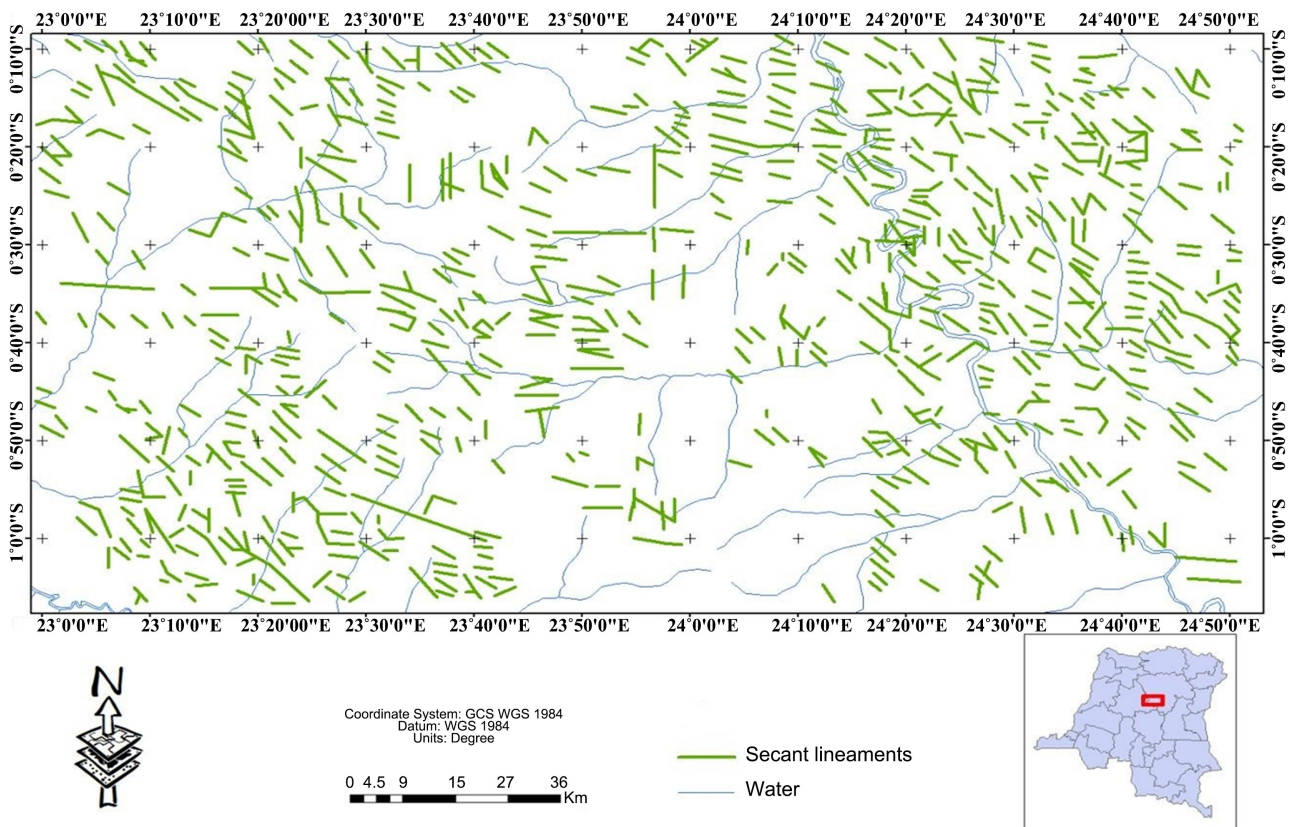 23°0'0"E 23°10'0"E 23°20'00"E 23°30'0"E 23°40'0"E 23°50'0"E 24°0'0"E 24°10'0"E 24°20'0"E 24°30'0"E 24°40'0"E 24°50'0"E
0°10'0"S 0°10'0"S
0°20'0"S 0°20'0"S
0°30'0"S 0°30'0"S
0°40'0"S 0°40'0"S
0°50'0"S 0°50'0"S
1°0'0"S 1°0'0"S
23°0'0"E 23°10'0"E 23°20'00"E 23°30'0"E 23°40'0"E 23°50'0"E 24°0'0"E 24°10'0"E 24°20'0"E 24°30'0"E 24°40'0"E 24°50'0"E
N
Coordinate System: GCS WGS 1984
Datum: WGS 1984
Units: Degree
0 4.5 9 15 27 36
Km
Secant lineaments
Water